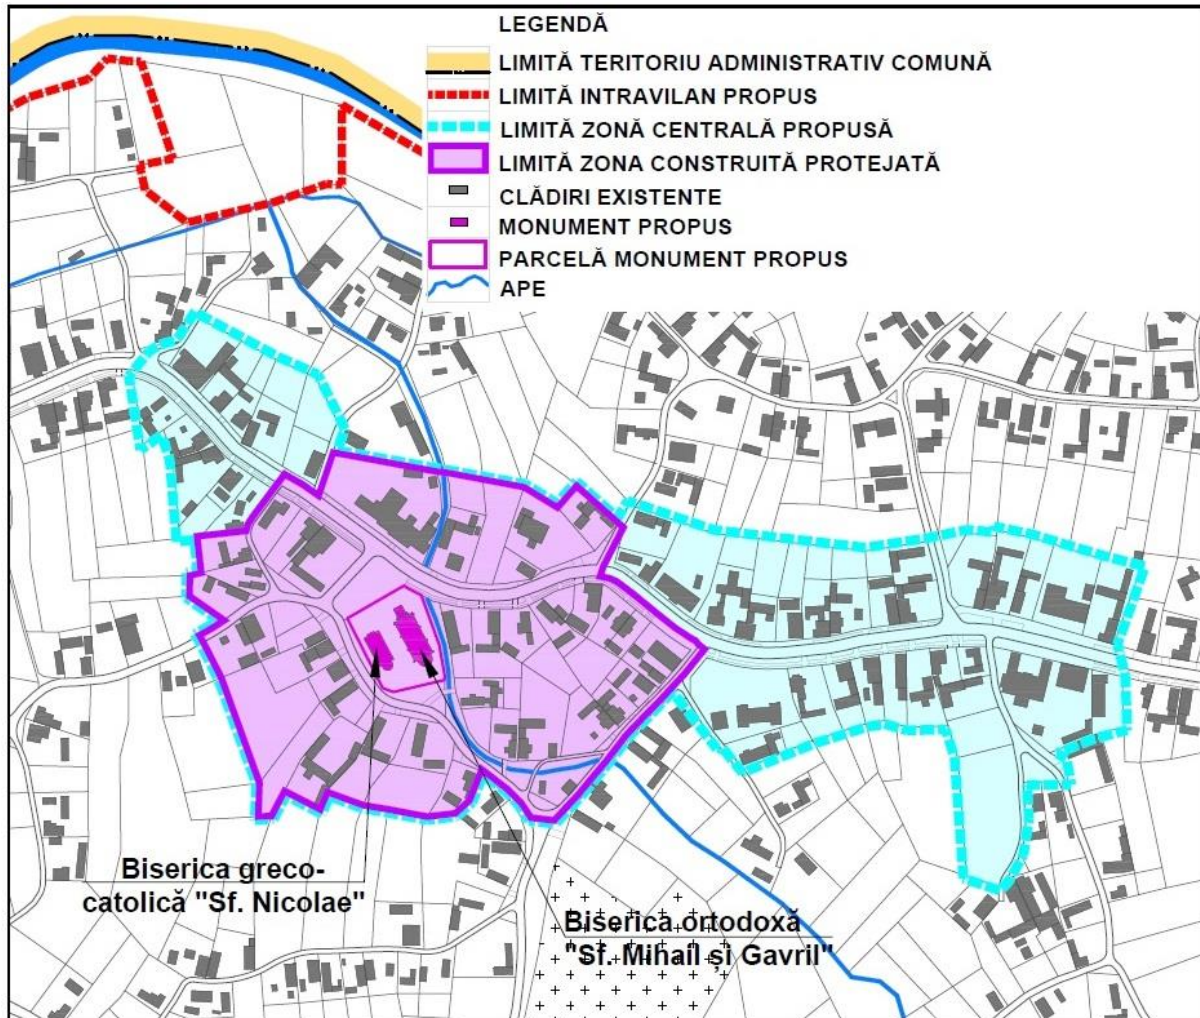 LEGENDĂ
LIMITĂ TERITORIU ADMINISTRATIV COMUNĂ
LIMITĂ INTRAVILAN PROPUS
LIMITĂ ZONĂ CENTRALĂ PROPUSĂ
LIMITĂ ZONA CONSTRUITĂ PROTEJATĂ
CLĂDIRI EXISTENTE
MONUMENT PROPUS
PARCELĂ MONUMENT PROPUS
APE
Biserica greco-
catolică "Sf. Nicolae"
Biserica ortodoxă
"Sf. Mihail și Gavril"